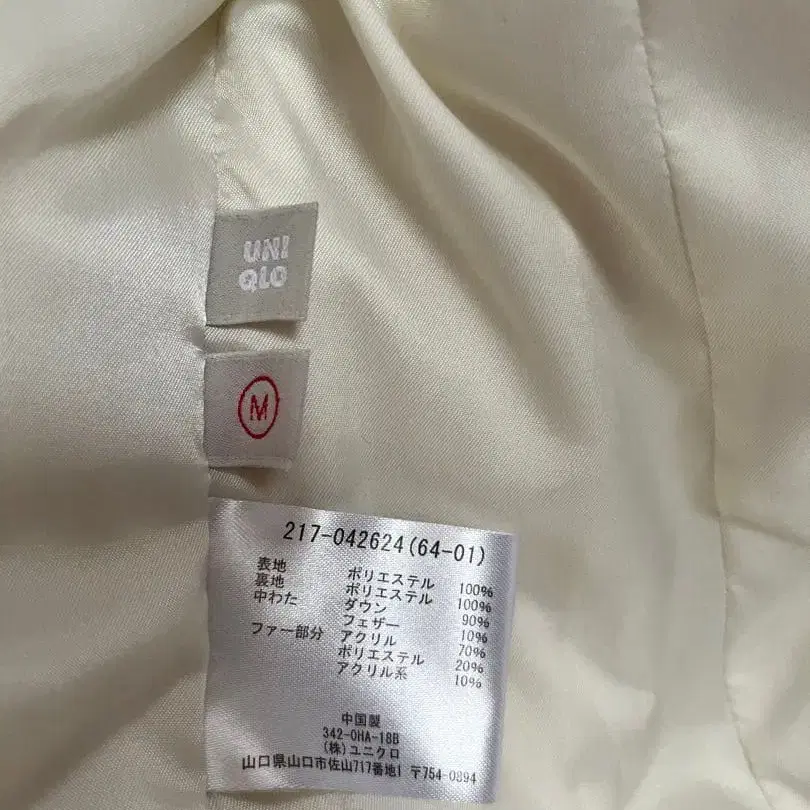 UNI
QLO
M
217-042624(64-01)
表地 ポリエステル 100%
裏地 ポリエステル 100%
中わた ダウン 90%
フェザー 10%
ファー部分 アクリル 70%
ポリエステル 20%
アクリル系 10%
中国製
342-OHA-18B
(株)ユニクロ
山口県山口市佐山717番地1 〒754-0894